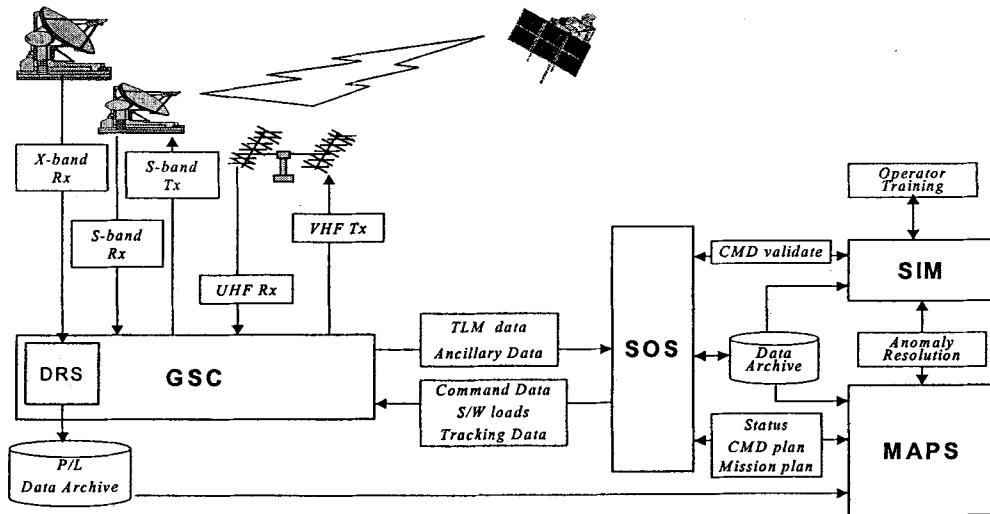 X-band
Rx
S-band
Tx
S-band
Rx
UHF Rx
VHF Tx
Operator
Training
CMD validate
SIM
TLM data
Ancillary Data
SOS
Data
Archive
Anomaly
Resolution
DRS
GSC
Command Data
S/W loads
Tracking Data
Status
CMD plan
Mission plan
MAPS
P/L
Data Archive